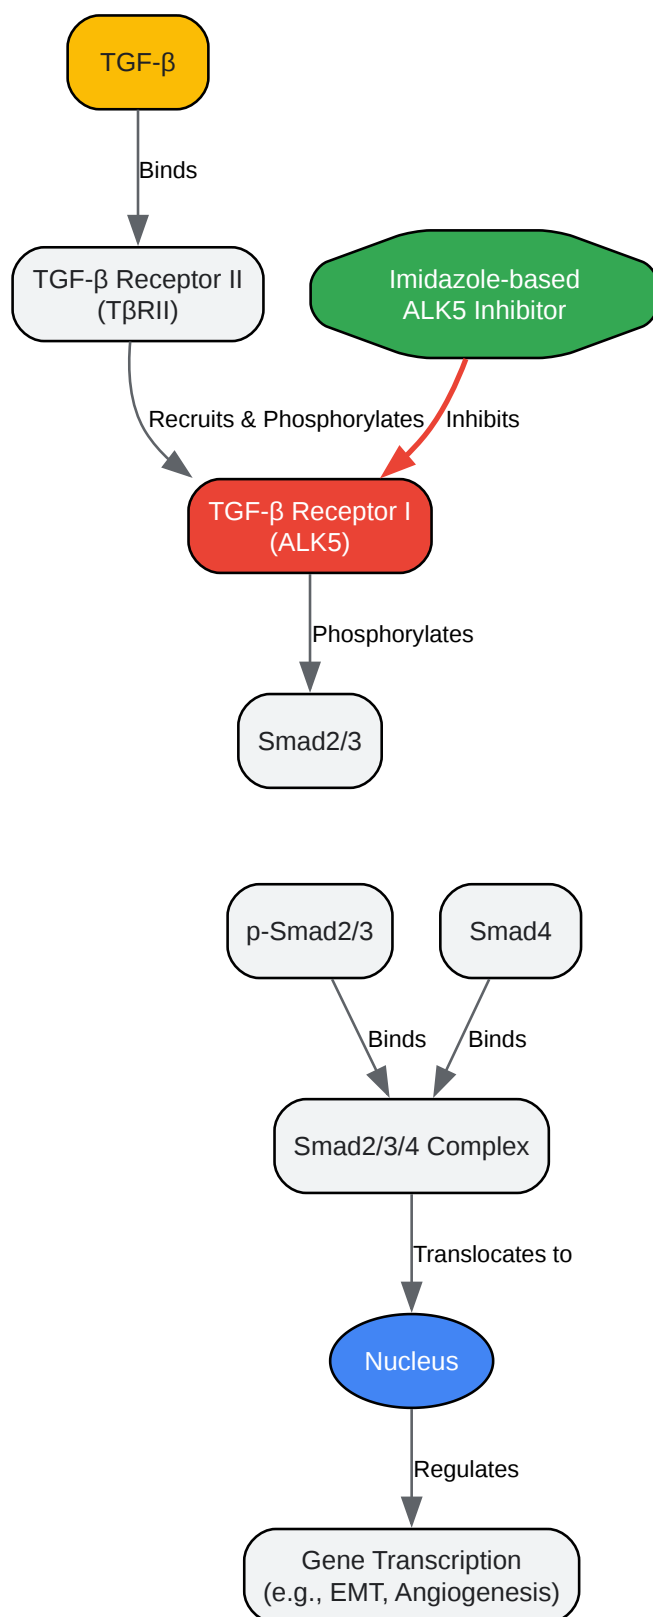 TGF-β
Binds
TGF-β Receptor II
(TβRII)
Imidazole-based
ALK5 Inhibitor
Recruits & Phosphorylates
Inhibits
TGF-β Receptor I
(ALK5)
Phosphorylates
Smad2/3
p-Smad2/3
Smad4
Binds
Binds
Smad2/3/4 Complex
Translocates to
Nucleus
Regulates
Gene Transcription
(e.g., EMT, Angiogenesis)